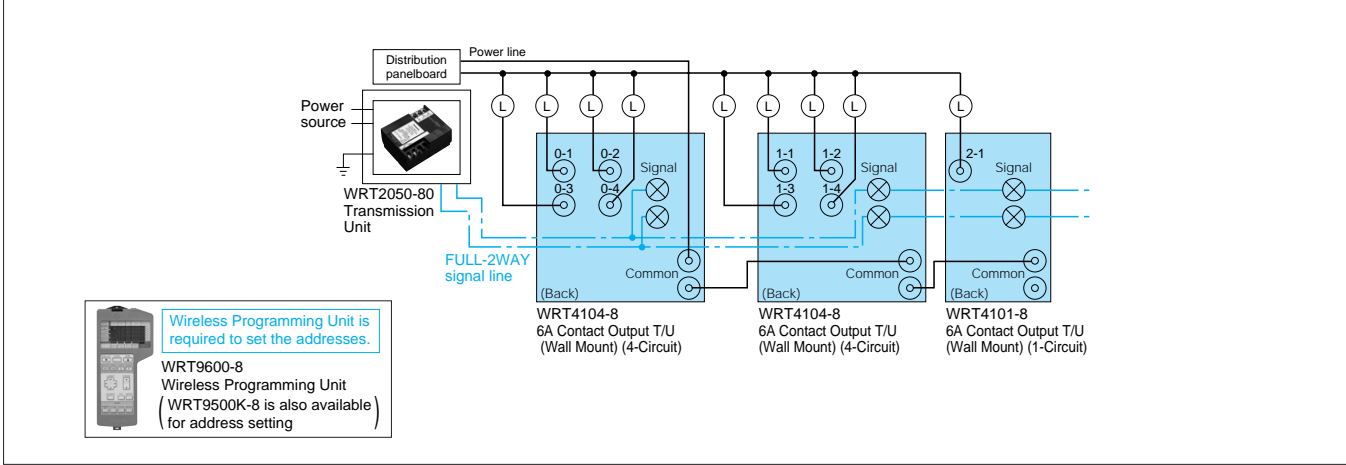 Distribution
panelboard
Power line
Power
source
L
L
L
L
L
L
L
L
L
0-1
0-2
0-3
0-4
Signal
1-1
1-2
1-3
1-4
Signal
2-1
Signal
WRT2050-80
Transmission
Unit
FULL-2WAY
signal line
Common
(Back)
Common
(Back)
Common
(Back)
WRT4104-8
6A Contact Output T/U
(Wall Mount) (4-Circuit)
WRT4104-8
6A Contact Output T/U
(Wall Mount) (4-Circuit)
WRT4101-8
6A Contact Output T/U
(Wall Mount) (1-Circuit)
Wireless Programming Unit is
required to set the addresses.
WRT9600-8
Wireless Programming Unit
(WRT9500K-8 is also available
for address setting)